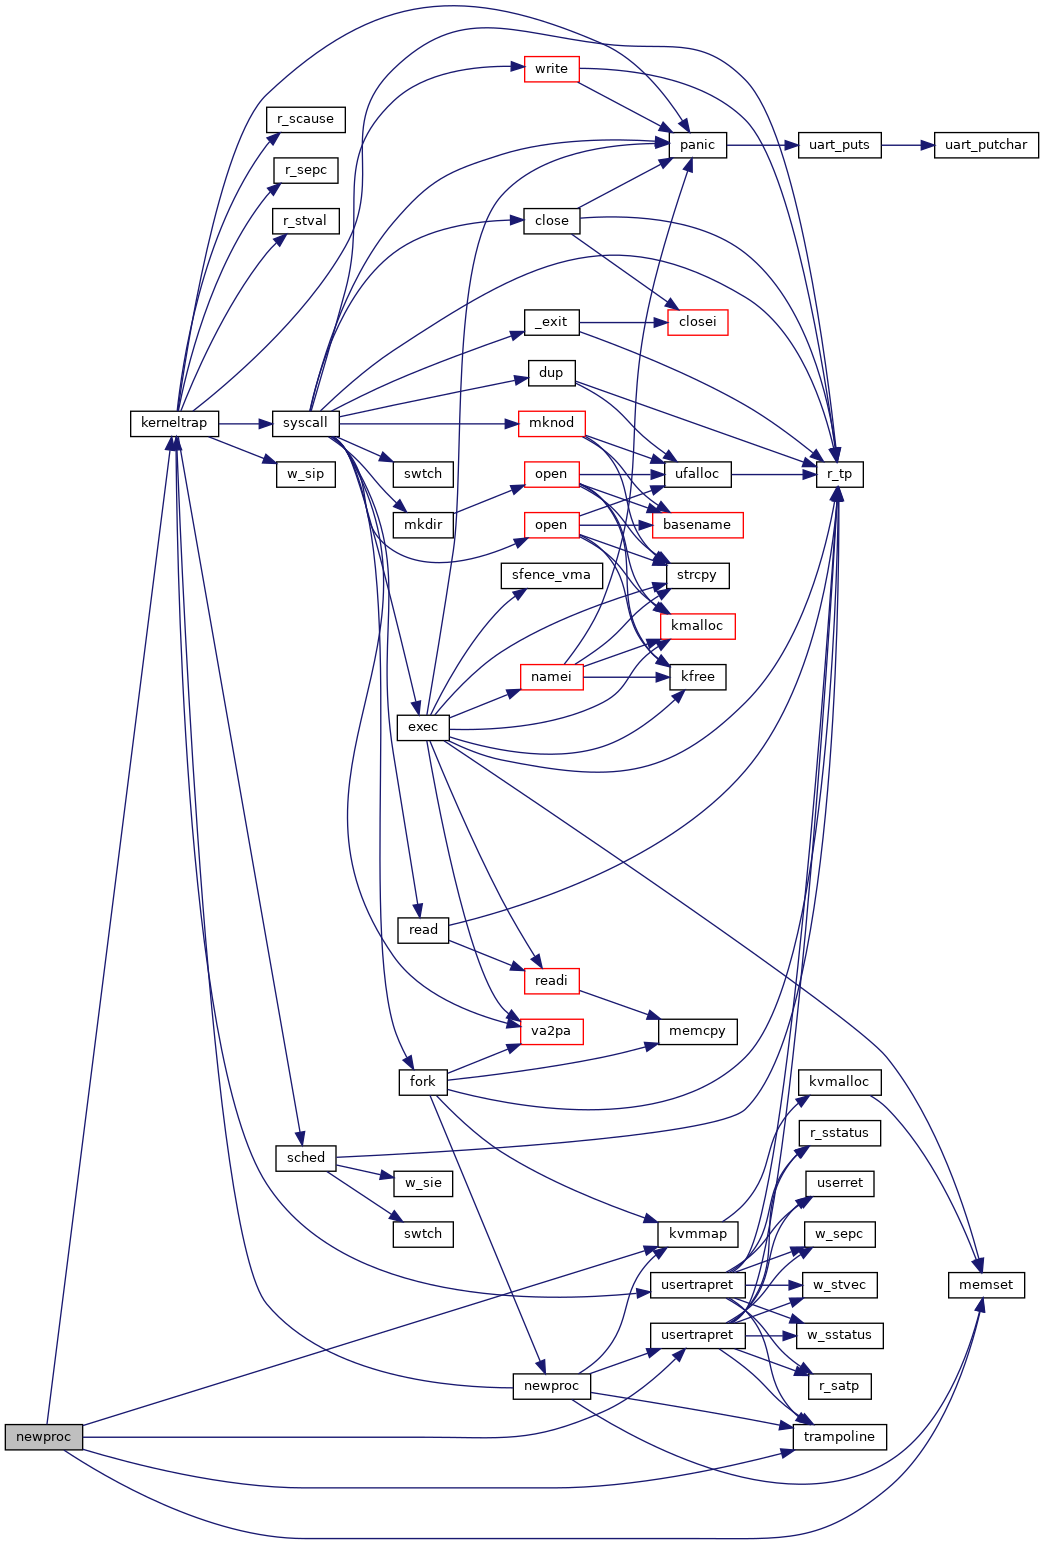 write
r_scause
panic
uart_puts
uart_putchar
r_sepc
r_stval
close
_exit
closei
dup
kerneltrap
syscall
mknod
w_sip
swtch
open
ufalloc
r_tp
mkdir
open
basename
sfence_vma
strcpy
kmalloc
namei
kfree
exec
read
readi
va2pa
memcpy
fork
kvmalloc
r_sstatus
sched
w_sie
userret
swtch
kvmmap
w_sepc
usertrapret
w_stvec
memset
usertrapret
w_sstatus
newproc
r_satp
newproc
trampoline